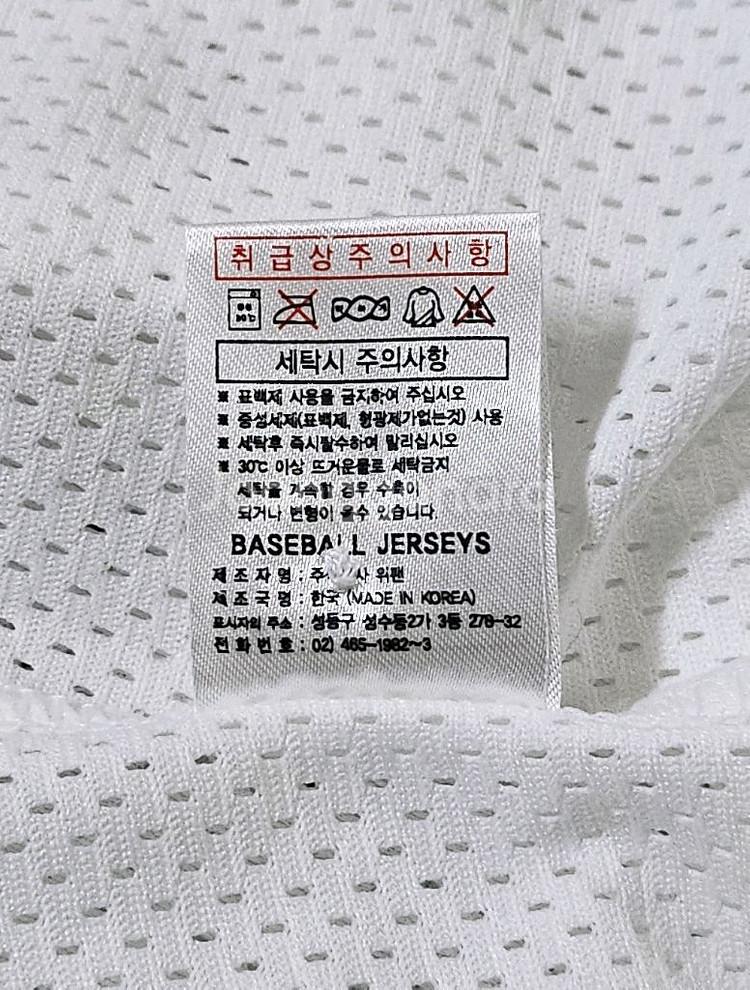 취급상주의사항
세탁시 주의사항
※ 표백제 사용을 금지하여 주십시오
※ 중성세제(표백제, 형광제가없는것) 사용
※ 세탁후 즉시탈수하여 말리십시오
※ 30℃ 이상 뜨거운물로 세탁금지
세탁을 계속할 경우 수축이
되거나 변형이 올수 있습니다.
BASEBALL JERSEYS
제 조 자 명 : 위팬
제 조 국 명 : 한국 (MADE IN KOREA)
표시자의 주소 : 성동구 성수동2가 3동 278-32
전 화 번 호 : 02) 465-1982~3